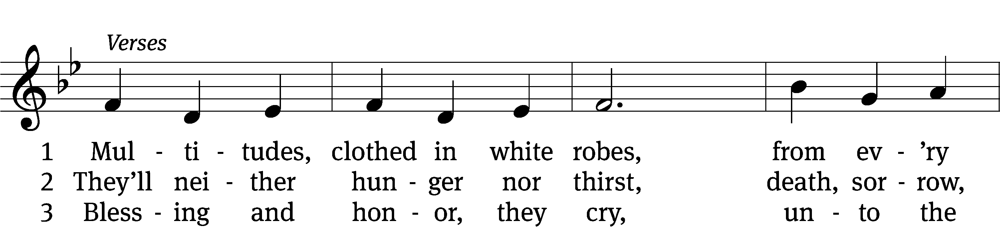 Verses
1 Mul - ti - tudes, clothed in white robes, from ev - ’ry
2 They’ll nei - ther hun - ger nor thirst, death, sor - row,
3 Bless - ing and hon - or, they cry, un - to the